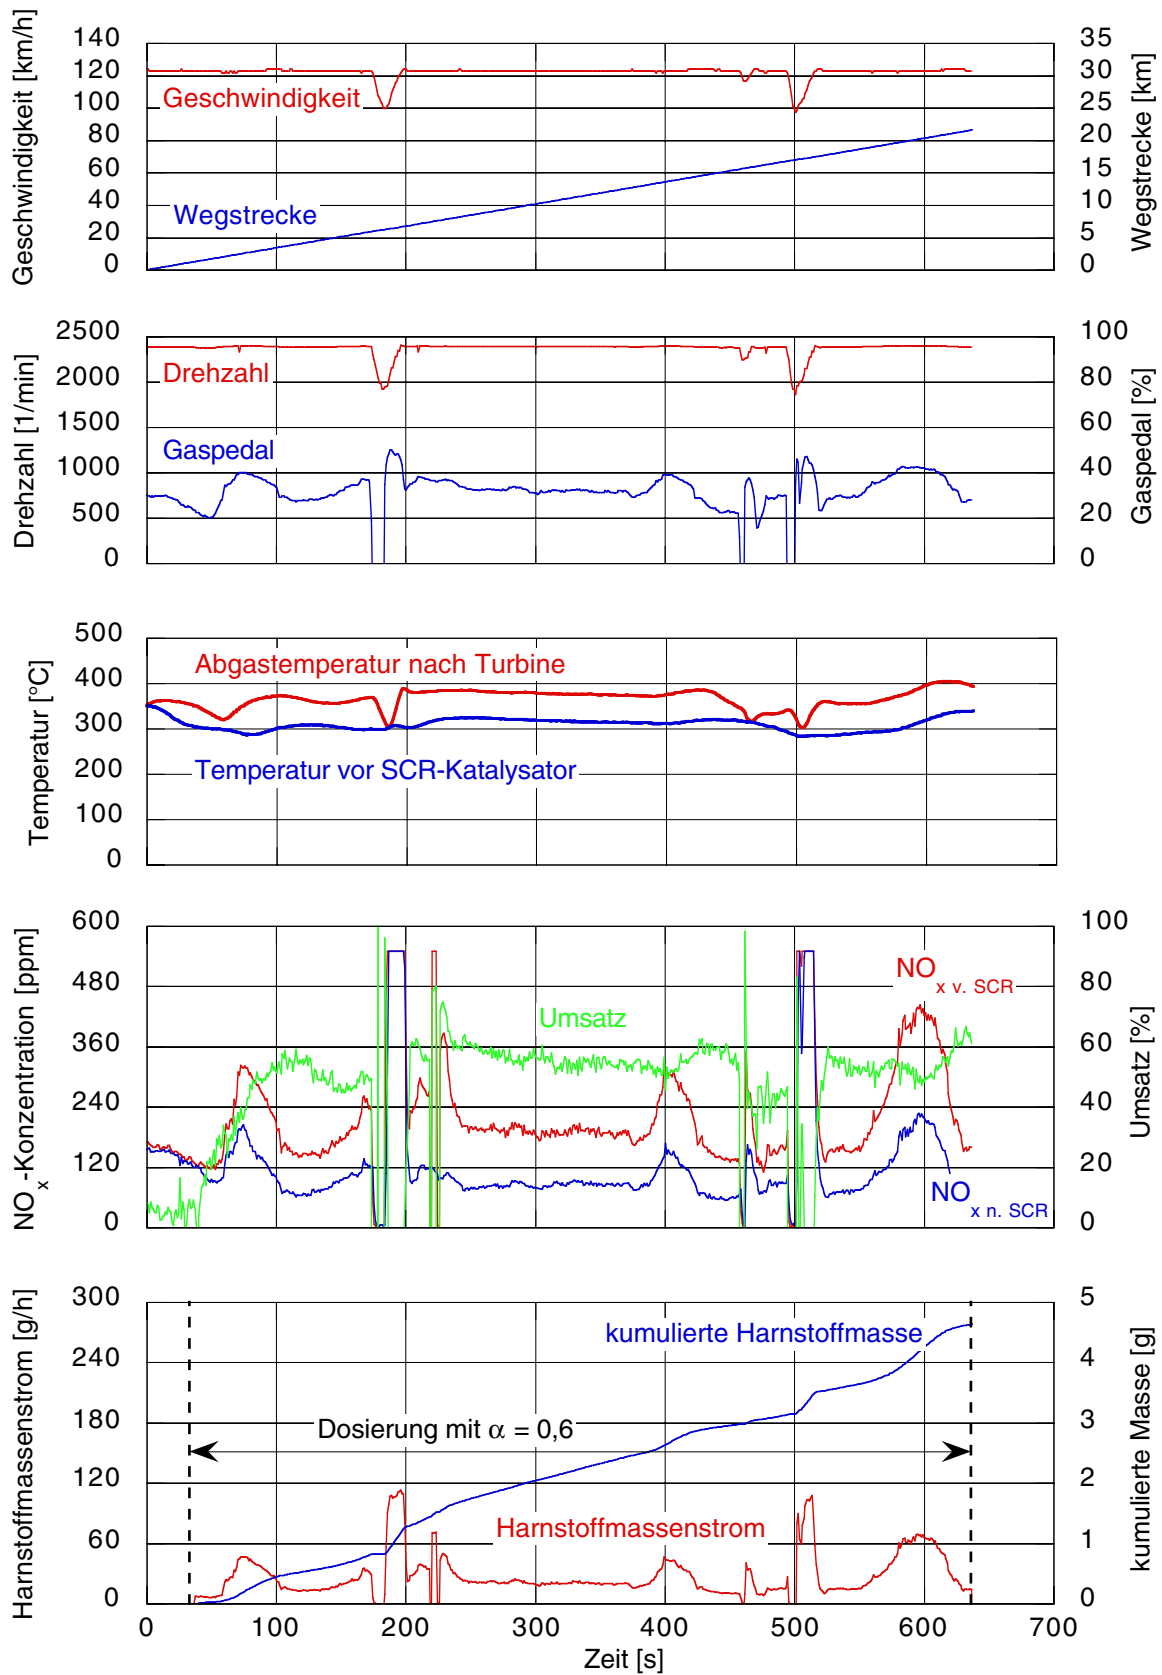 Geschwindigkeit [km/h]
140
120
100
80
60
40
20
0
Geschwindigkeit
Wegstrecke
35
30
25
20
15
10
5
0
Wegstrecke [km]
Drehzahl [1/min]
2500
2000
1500
1000
500
0
Drehzahl
Gaspedal
100
80
60
40
20
0
Gaspedal [%]
Temperatur [°C]
500
400
300
200
100
0
Abgastemperatur nach Turbine
Temperatur vor SCR-Katalysator
NOx-Konzentration [ppm]
600
480
360
240
120
0
Umsatz
NOx v. SCR
NOx n. SCR
100
80
60
40
20
0
Umsatz [%]
Harnstoffmassenstrom [g/h]
300
240
180
120
60
0
kumulierte Harnstoffmasse
Dosierung mit α = 0,6
Harnstoffmassenstrom
5
4
3
2
1
0
kumulierte Masse [g]
0 100 200 300 400 500 600 700
Zeit [s]